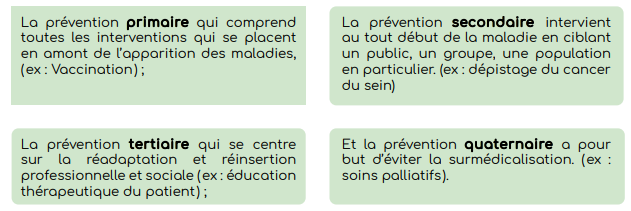 La prévention primaire qui comprend
toutes les interventions qui se placent
en amont de l'apparition des maladies,
(ex : Vaccination) ;
La prévention secondaire intervient
au tout début de la maladie en ciblant
un public, un groupe, une population
en particulier. (ex : dépistage du cancer
du sein)
La prévention tertiaire qui se centre
sur la réadaptation et réinsertion
professionnelle et sociale (ex : éducation
thérapeutique du patient) ;
Et la prévention quaternaire a pour
but d'éviter la surmédicalisation. (ex :
soins palliatifs).